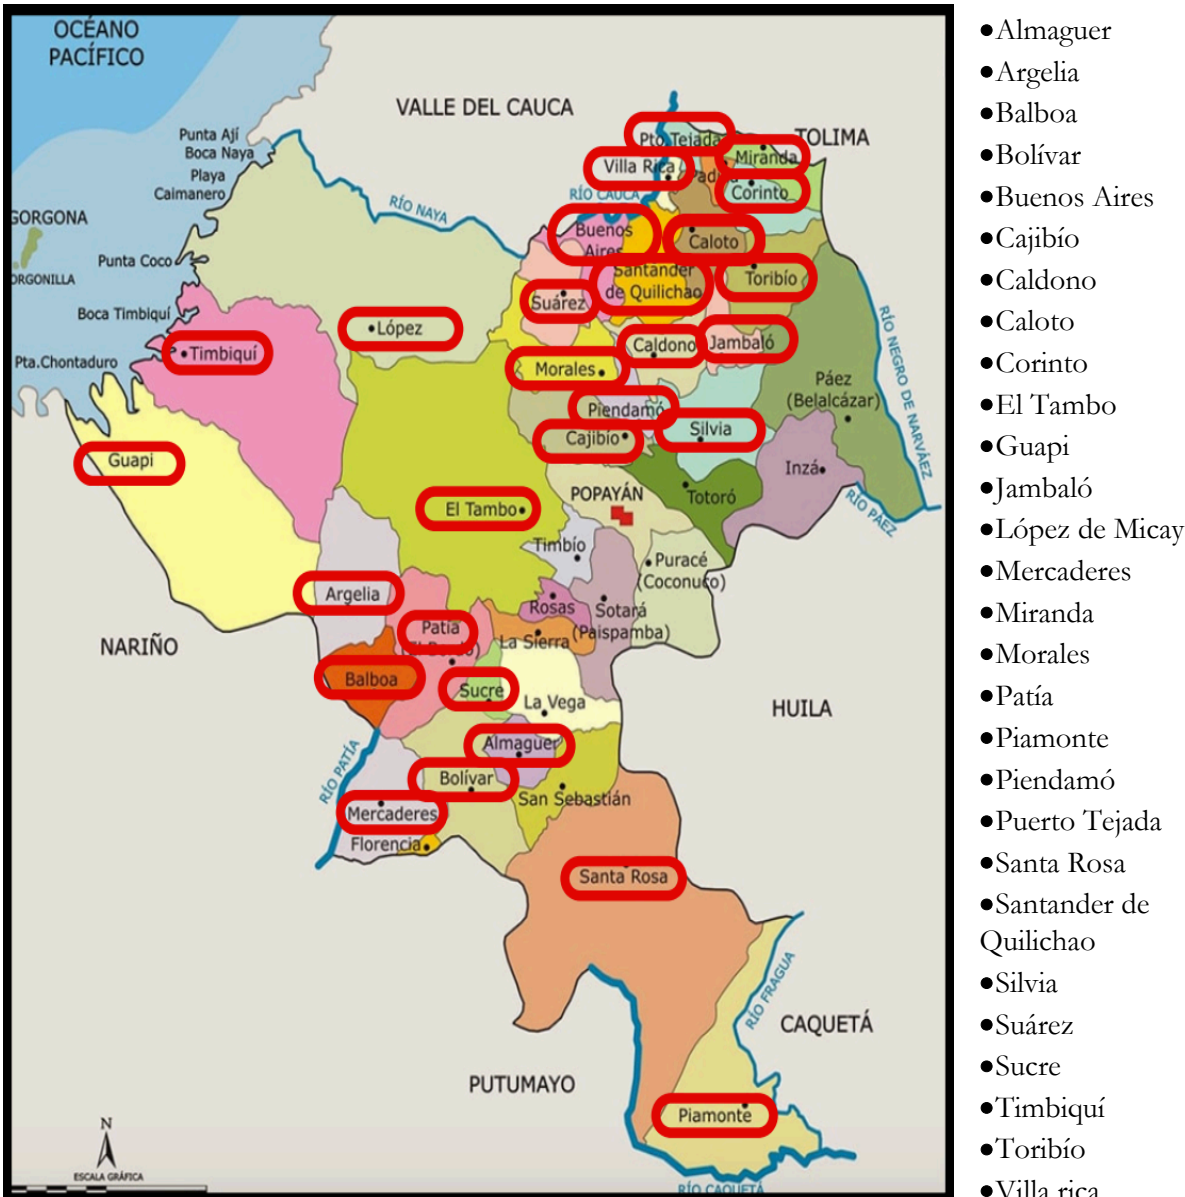 OCÉANO
PACÍFICO
VALLE DEL CAUCA
TOLIMA
Punta Ají
Boca Naya
Playa
Caimanero
RÍO NAYA
RÍO CAUCA
Pto. Tejada
Villa Rica
Miranda
Corinto
GORGONA
Punta Coco
Boca Timbiquí
Pta.Chontaduro
Buenos
Aires
Caloto
Santander
de Quilichao
Toribío
Suárez
López
Timbiquí
Caldono
Jambaló
RÍO NEGRO DE NARVÁEZ
Morales
Páez
(Belalcázar)
Piendamó
Cajibío
Silvia
Guapi
Inzá
Totoró
RÍO PÁEZ
POPAYÁN
El Tambo
Timbío
Puracé
(Coconuco)
Argelia
Rosas
Sotará
(Paispamba)
NARIÑO
Patía
La Sierra
Balboa
Sucre
La Vega
HUILA
Almaguer
RÍO PATÍA
Bolívar
San Sebastián
Mercaderes
Florencia
Santa Rosa
RÍO FRAGUA
CAQUETÁ
PUTUMAYO
Piamonte
N
ESCALA GRÁFICA
RÍO CAQUETÁ
•Almaguer
•Argelia
•Balboa
•Bolívar
•Buenos Aires
•Cajibío
•Caldono
•Caloto
•Corinto
•El Tambo
•Guapi
•Jambaló
•López de Micay
•Mercaderes
•Miranda
•Morales
•Patía
•Piamonte
•Piendamó
•Puerto Tejada
•Santa Rosa
•Santander de
Quilichao
•Silvia
•Suárez
•Sucre
•Timbiquí
•Toribío
•Villa rica